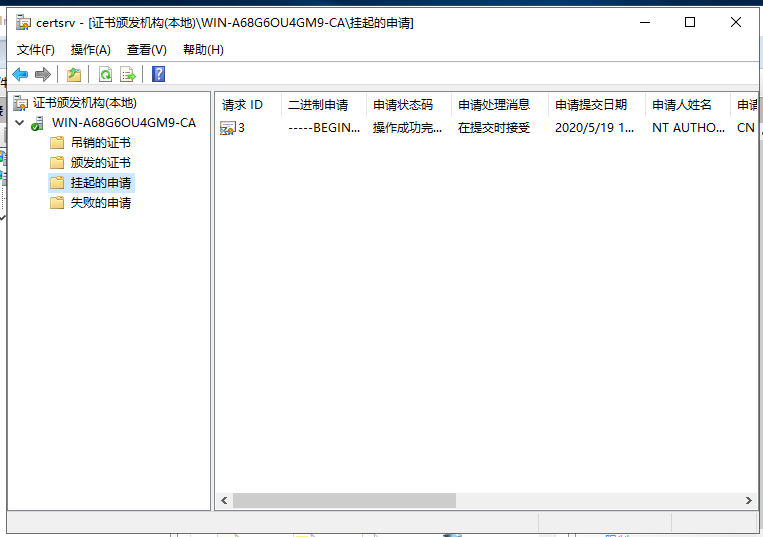 certsrv - [证书颁发机构(本地)\WIN-A68G6OU4GM9-CA\挂起的申请]
文件(F) 操作(A) 查看(V) 帮助(H)
证书颁发机构(本地)
WIN-A68G6OU4GM9-CA
吊销的证书
颁发的证书
挂起的申请
失败的申请
请求 ID 二进制申请 申请状态码 申请处理消息 申请提交日期 申请人姓名 申请
3 -----BEGIN... 操作成功完... 在提交时接受 2020/5/19 1... NT AUTHO... CN